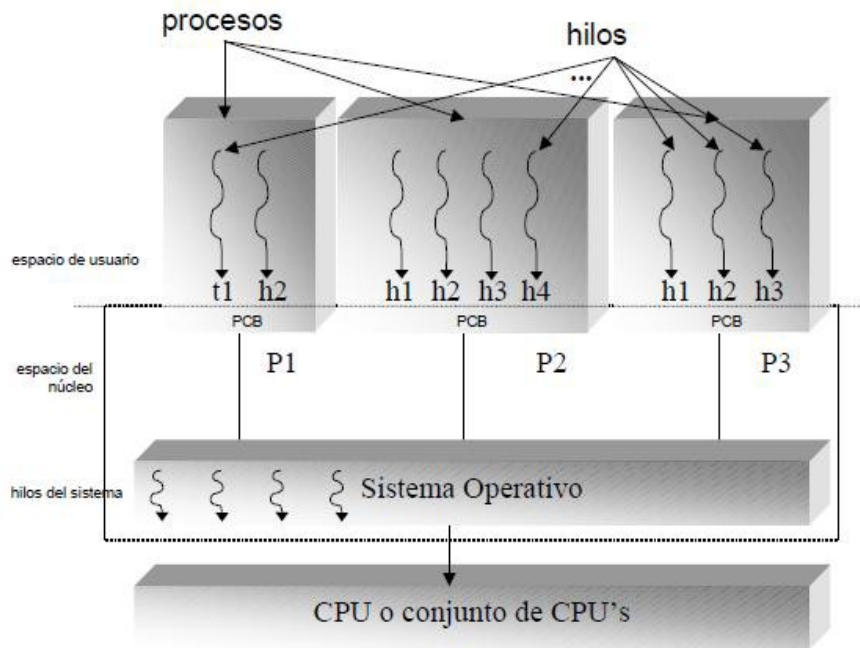 procesos
hilos
...
espacio de usuario
t1 h2
h1 h2 h3 h4
h1 h2 h3
PCB
PCB
PCB
espacio del
núcleo
P1
P2
P3
hilos del sistema
Sistema Operativo
CPU o conjunto de CPU's